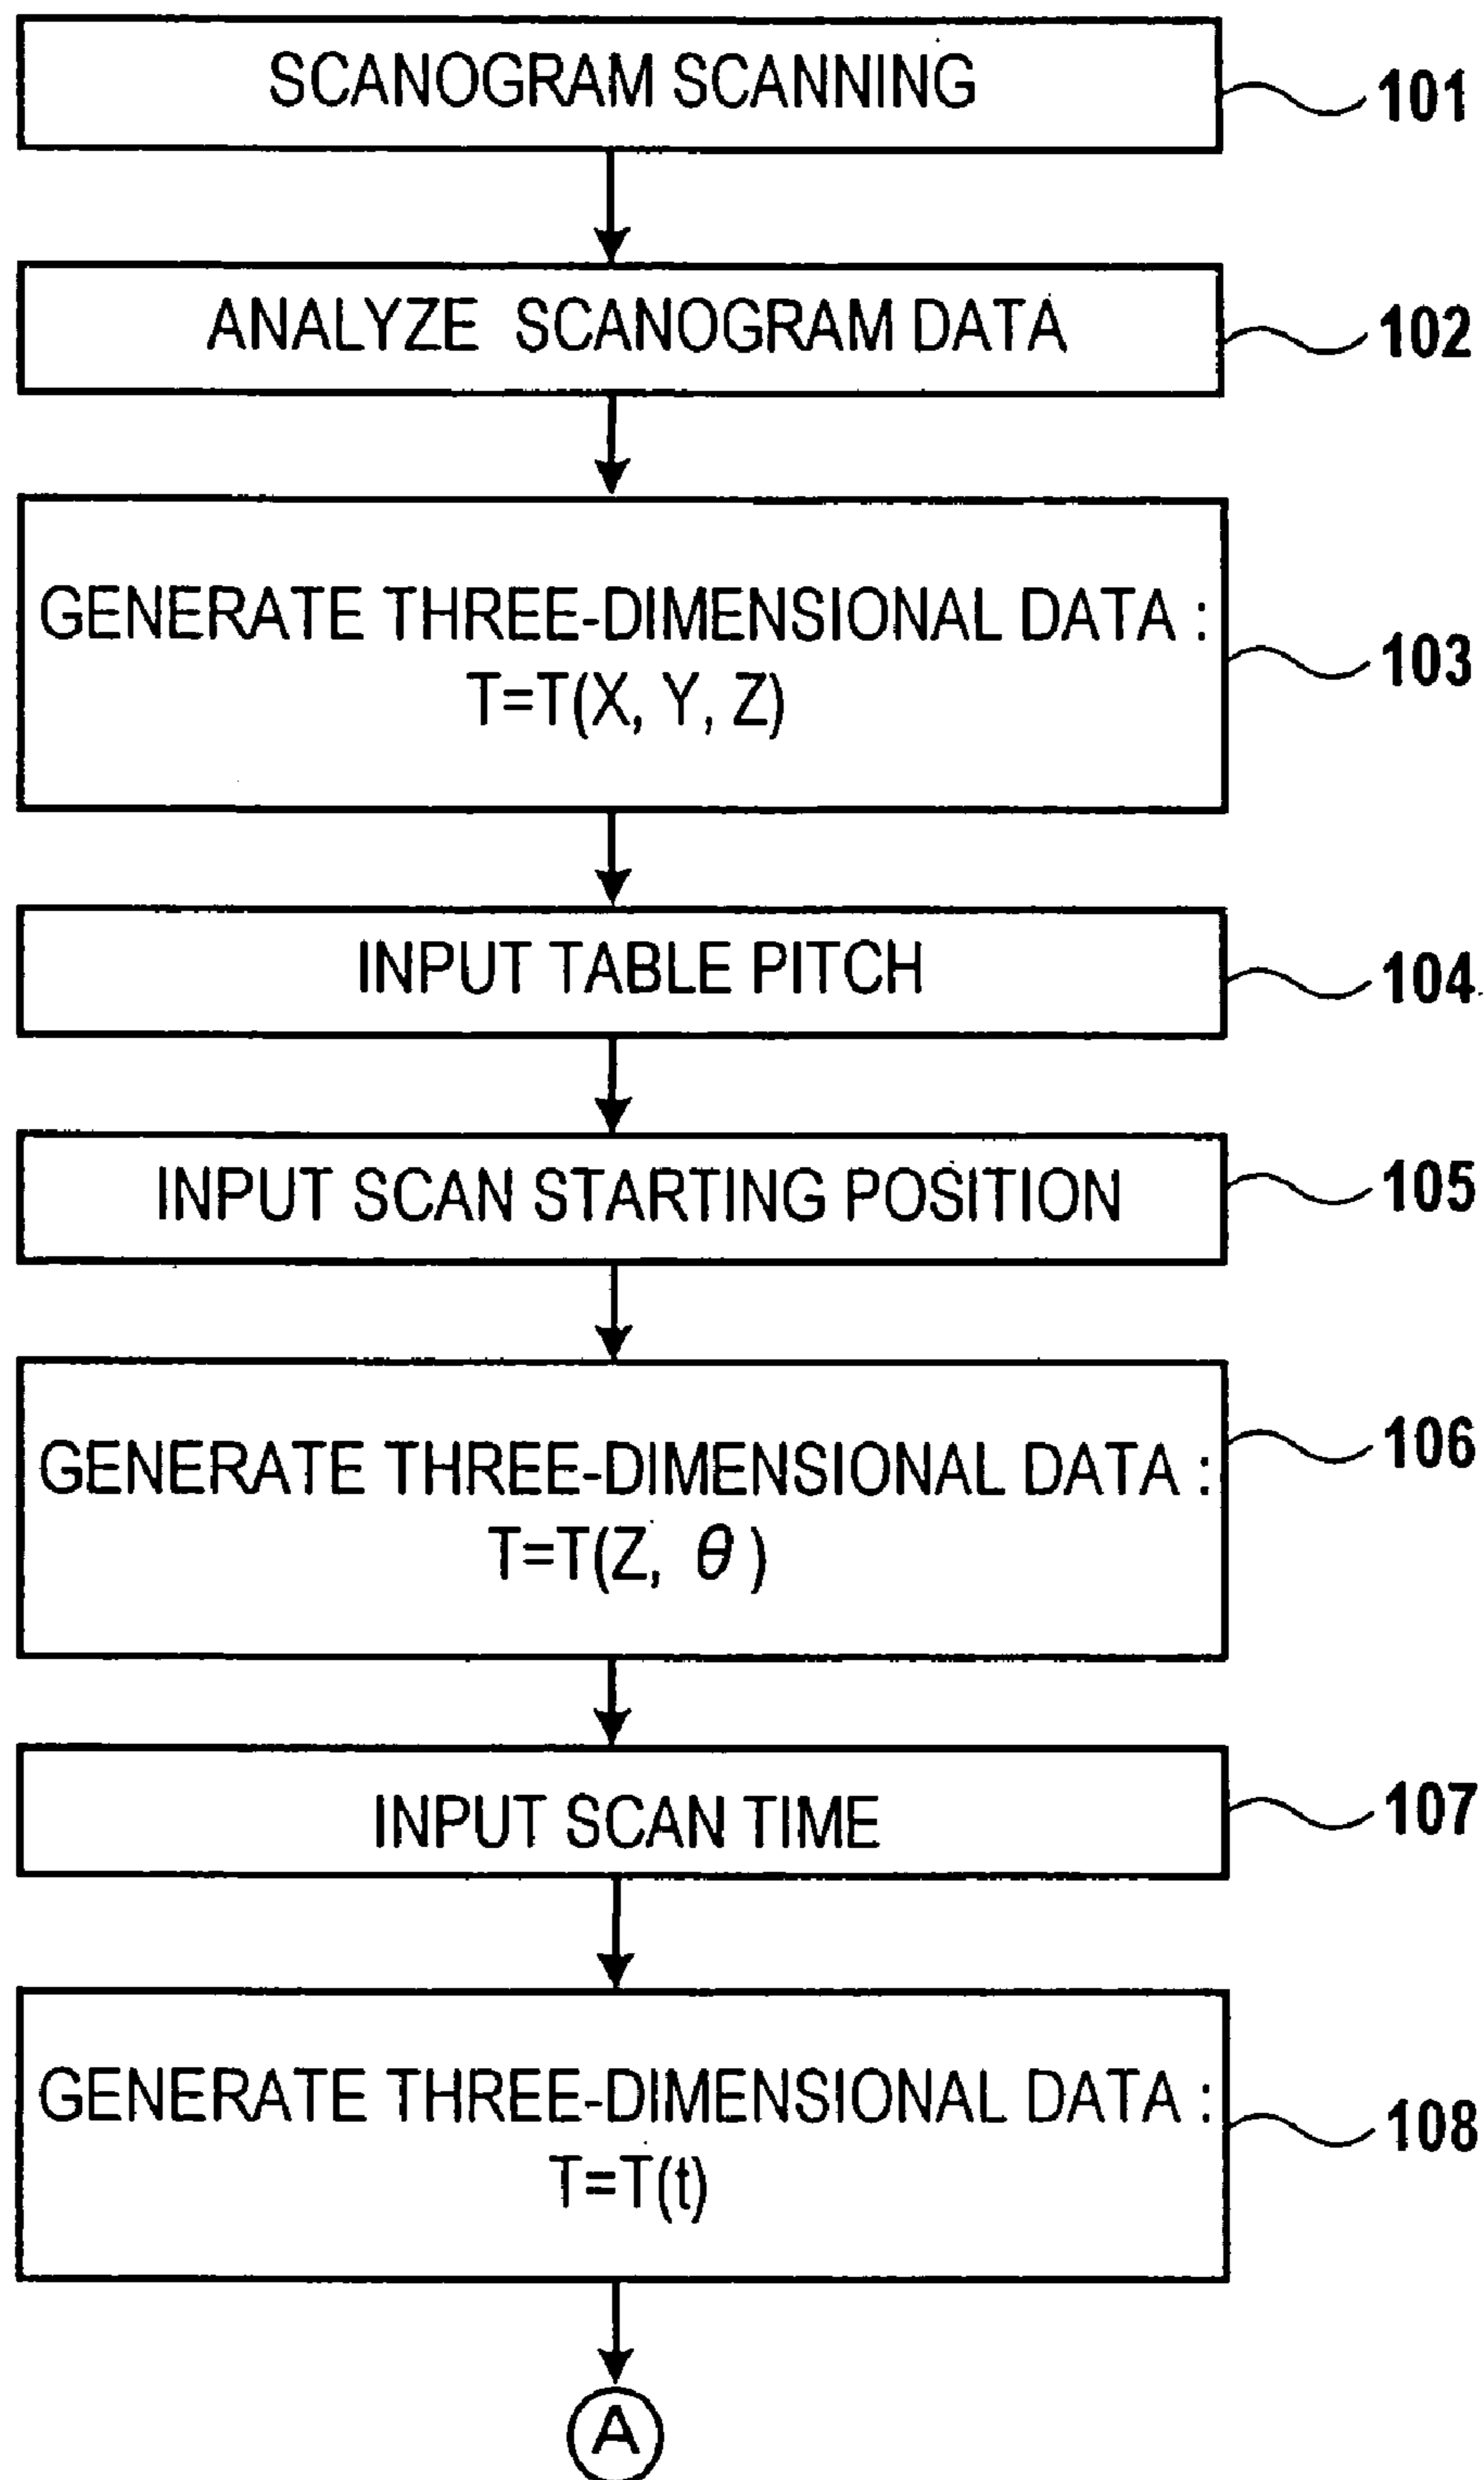 SCANOGRAM SCANNING
101
ANALYZE SCANOGRAM DATA
102
GENERATE THREE-DIMENSIONAL DATA :
T=T(X, Y, Z)
103
INPUT TABLE PITCH
104
INPUT SCAN STARTING POSITION
105
GENERATE THREE-DIMENSIONAL DATA :
T=T(Z, θ )
106
INPUT SCAN TIME
107
GENERATE THREE-DIMENSIONAL DATA :
T=T(t)
108
A